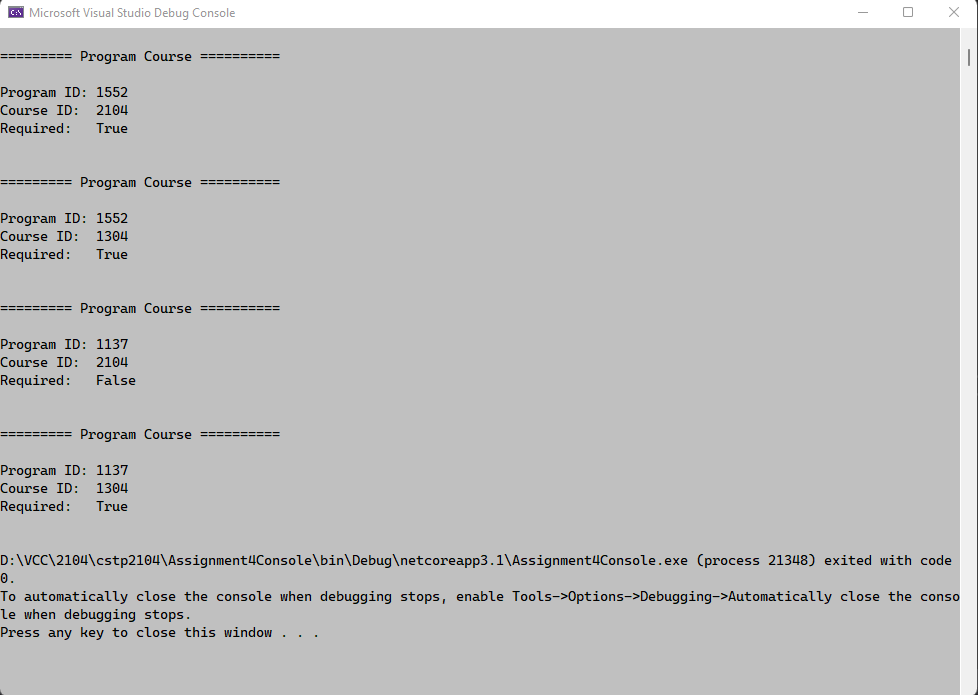 Microsoft Visual Studio Debug Console
========= Program Course ==========
Program ID: 1552
Course ID:  2104
Required:   True
========= Program Course ==========
Program ID: 1552
Course ID:  1304
Required:   True
========= Program Course ==========
Program ID: 1137
Course ID:  2104
Required:   False
========= Program Course ==========
Program ID: 1137
Course ID:  1304
Required:   True
D:\VCC\2104\cstp2104\Assignment4Console\bin\Debug\netcoreapp3.1\Assignment4Console.exe (process 21348) exited with code
0.
To automatically close the console when debugging stops, enable Tools->Options->Debugging->Automatically close the conso
le when debugging stops.
Press any key to close this window . . .